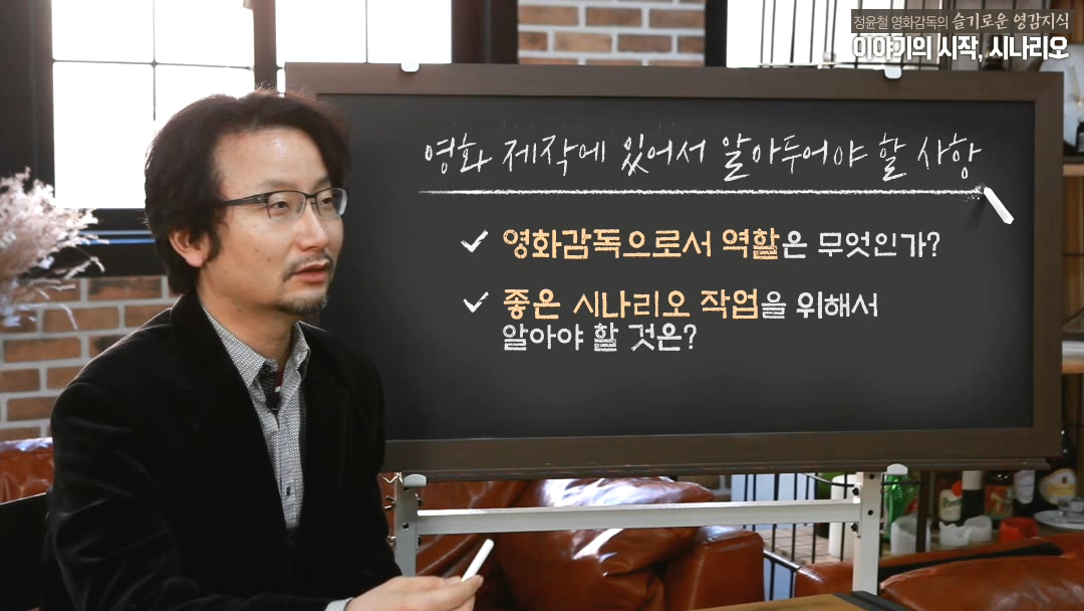 정윤철 영화감독의 슬기로운 영감지식
이야기의 시작, 시나리오
영화 제작에 있어서 알아두어야 할 사항
영화감독으로서 역할은 무엇인가?
좋은 시나리오 작업을 위해서
알아야 할 것은?